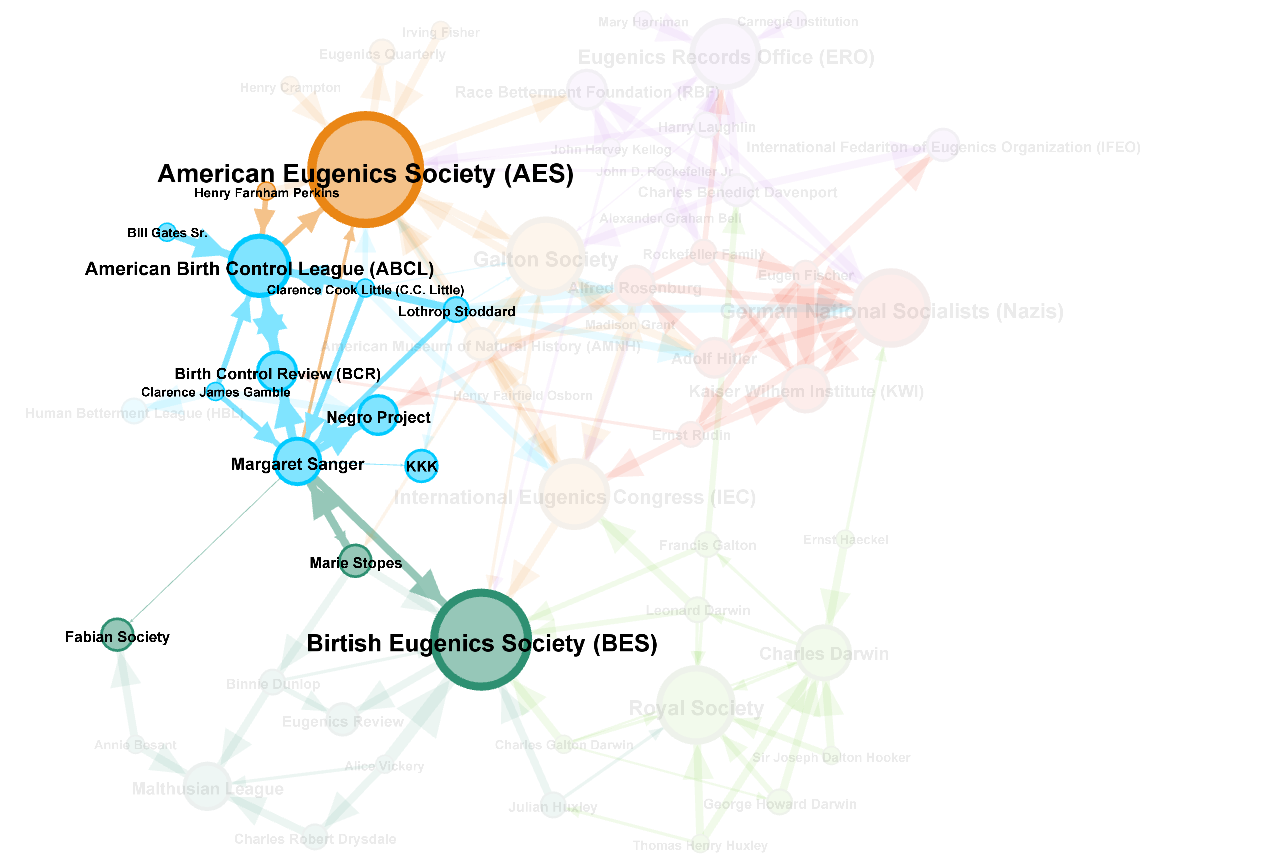 Mary Harriman
Carnegie Institution
Irving Fisher
Eugenics Quarterly
Eugenics Records Office (ERO)
Henry Crampton
Race Betterment Foundation (RBF)
Harry Laughlin
John Harvey Kellog
International Fedariton of Eugenics Organization (IFEO)
American Eugenics Society (AES)
John D. Rockefeller Jr
Henry Farnham Perkins
Charles Benedict Davenport
Alexander Graham Bell
Bill Gates Sr.
Rockefeller Family
Galton Society
American Birth Control League (ABCL)
Eugen Fischer
Clarence Cook Little (C.C. Little)
Alfred Rosenburg
Lothrop Stoddard
German National Socialists (Nazis)
Madison Grant
American Museum of Natural History (AMNH)
Adolf Hitler
Birth Control Review (BCR)
Clarence James Gamble
Kaiser Wilhem Institute (KWI)
Henry Fairfield Osborn
Human Betterment League (HBL)
Negro Project
Ernst Rudin
Margaret Sanger
KKK
International Eugenics Congress (IEC)
Ernst Haeckel
Francis Galton
Marie Stopes
Leonard Darwin
Fabian Society
Birtish Eugenics Society (BES)
Charles Darwin
Binnie Dunlop
Royal Society
Eugenics Review
Annie Besant
Charles Galton Darwin
Sir Joseph Dalton Hooker
Alice Vickery
Malthusian League
George Howard Darwin
Julian Huxley
Charles Robert Drysdale
Thomas Henry Huxley